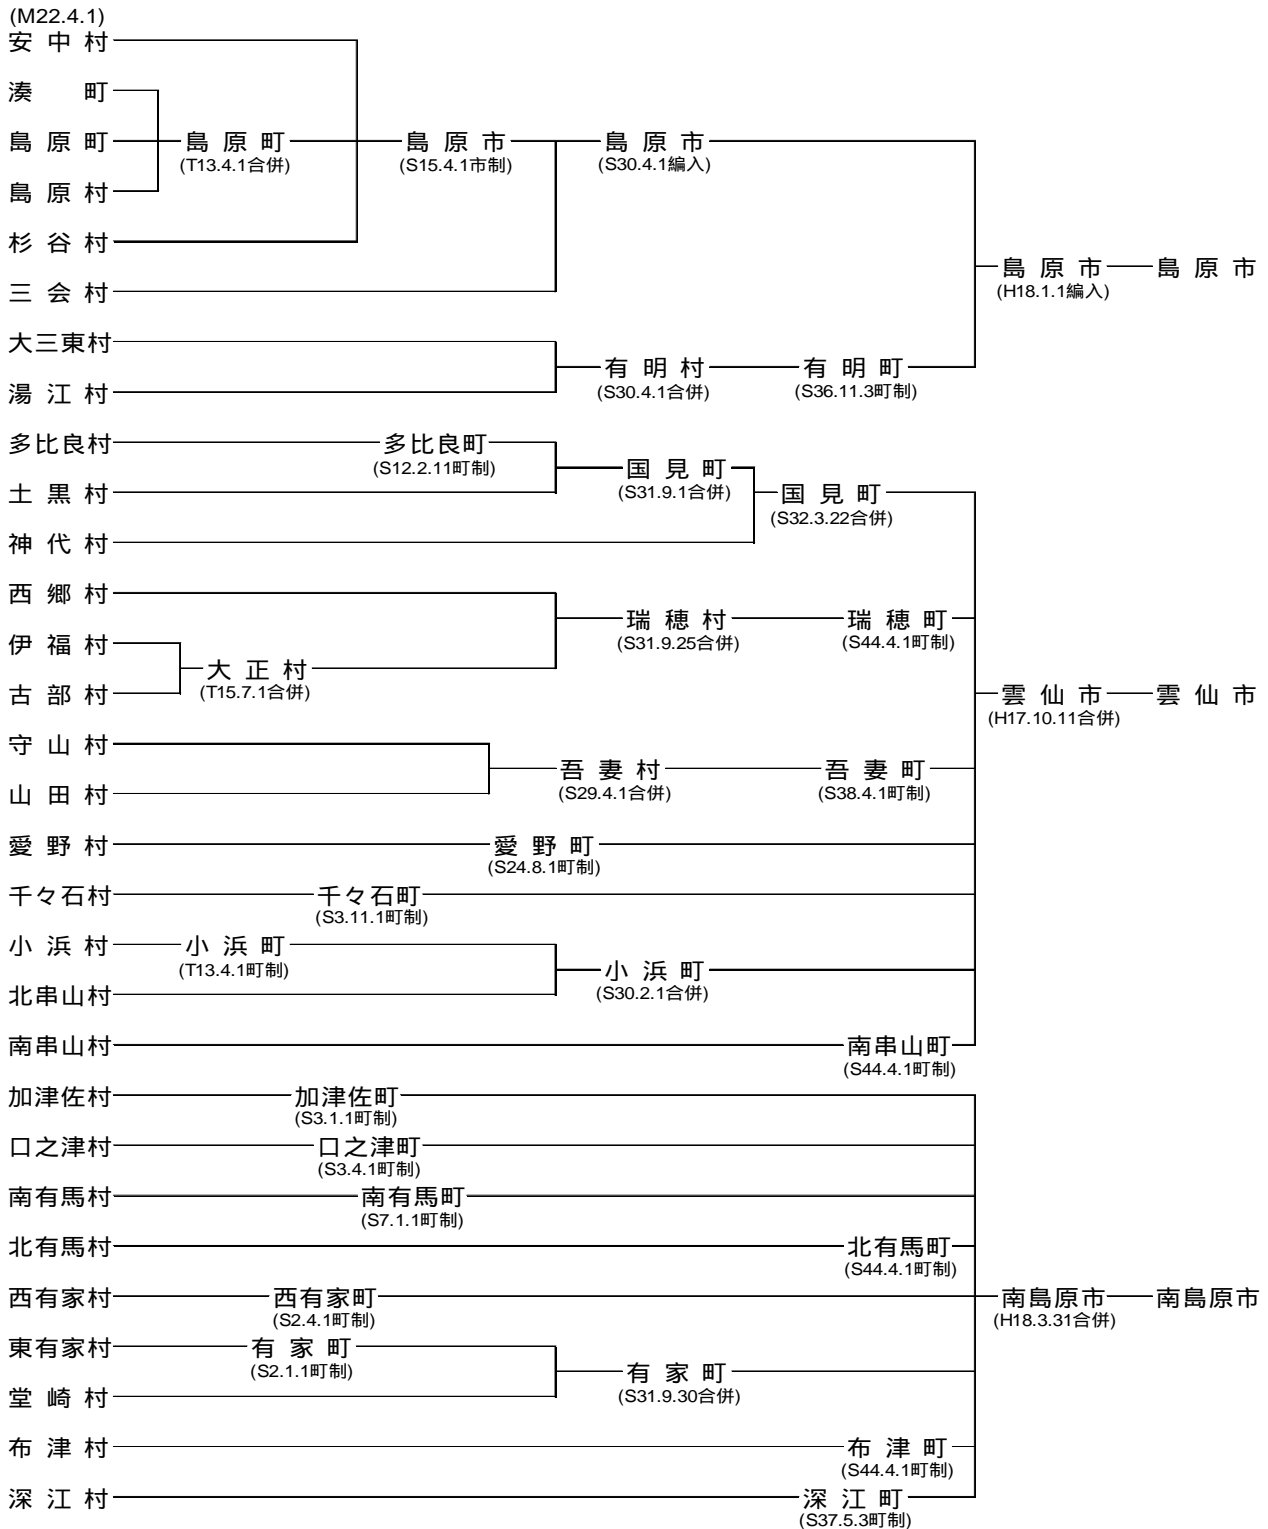 (M22.4.1)
安中村
湊町
島原町 島原町 島原市 島原市
(T13.4.1合併) (S15.4.1市制) (S30.4.1編入)
島原村
杉谷村
島原市 島原市
三会村 (H18.1.1編入)
大三東村
有明村 有明町
湯江村 (S30.4.1合併) (S36.11.3町制)
多比良村 多比良町
(S12.2.11町制) 国見町
土黒村 (S31.9.1合併) 国見町
(S32.3.22合併)
神代村
西郷村
瑞穂村 瑞穂町
伊福村 (S31.9.25合併) (S44.4.1町制)
大正村
古部村 (T15.7.1合併) 雲仙市 雲仙市
(H17.10.11合併)
守山村
吾妻村 吾妻町
山田村 (S29.4.1合併) (S38.4.1町制)
愛野村 愛野町
(S24.8.1町制)
千々石村 千々石町
(S3.11.1町制)
小浜村 小浜町
(T13.4.1町制) 小浜町
北串山村 (S30.2.1合併)
南串山村 南串山町
(S44.4.1町制)
加津佐村 加津佐町
(S3.1.1町制)
口之津村 口之津町
(S3.4.1町制)
南有馬村 南有馬町
(S7.1.1町制)
北有馬村 北有馬町
(S44.4.1町制)
西有家村 西有家町 南島原市 南島原市
(S2.4.1町制) (H18.3.31合併)
東有家村 有家町
(S2.1.1町制) 有家町
堂崎村 (S31.9.30合併)
布津村 布津町
(S44.4.1町制)
深江村 深江町
(S37.5.3町制)